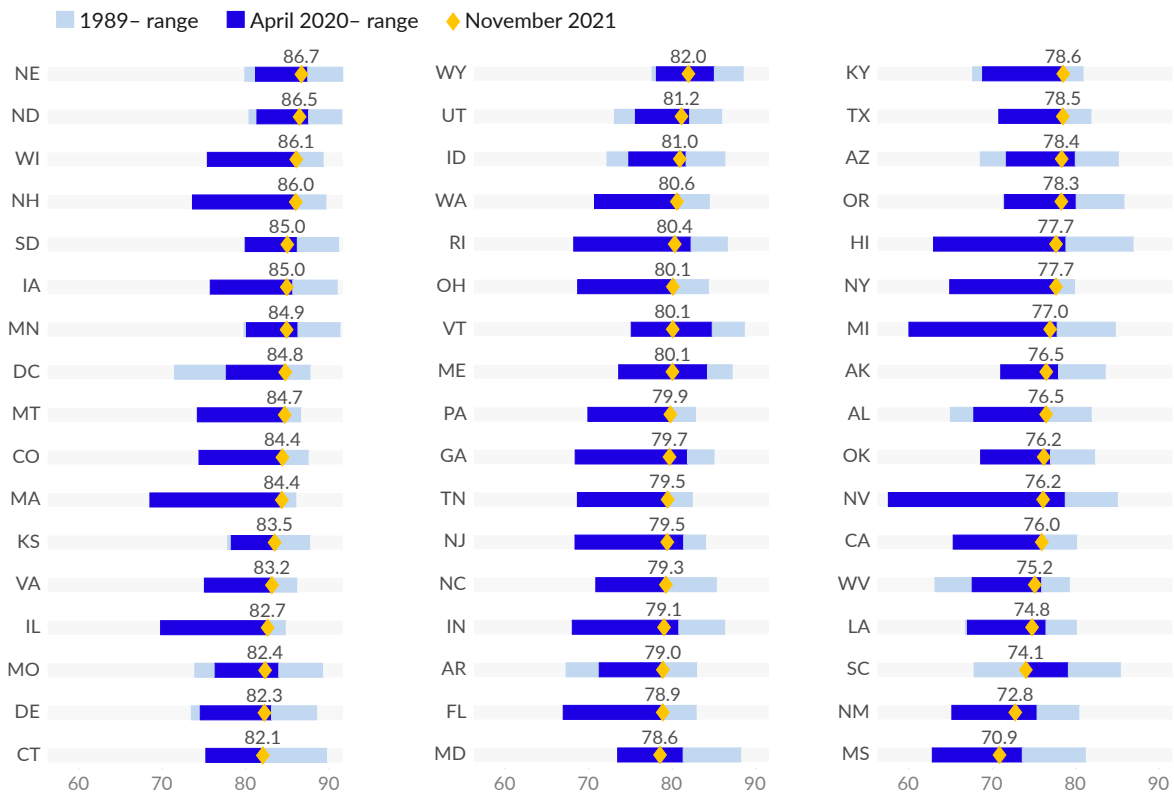 1989– range April 2020– range November 2021
NE 86.7
ND 86.5
WI 86.1
NH 86.0
SD 85.0
IA 85.0
MN 84.9
DC 84.8
MT 84.7
CO 84.4
MA 84.4
KS 83.5
VA 83.2
IL 82.7
MO 82.4
DE 82.3
CT 82.1
60 70 80 90
WY 82.0
UT 81.2
ID 81.0
WA 80.6
RI 80.4
OH 80.1
VT 80.1
ME 80.1
PA 79.9
GA 79.7
TN 79.5
NJ 79.5
NC 79.3
IN 79.1
AR 79.0
FL 78.9
MD 78.6
60 70 80 90
KY 78.6
TX 78.5
AZ 78.4
OR 78.3
HI 77.7
NY 77.7
MI 77.0
AK 76.5
AL 76.5
OK 76.2
NV 76.2
CA 76.0
WV 75.2
LA 74.8
SC 74.1
NM 72.8
MS 70.9
60 70 80 90